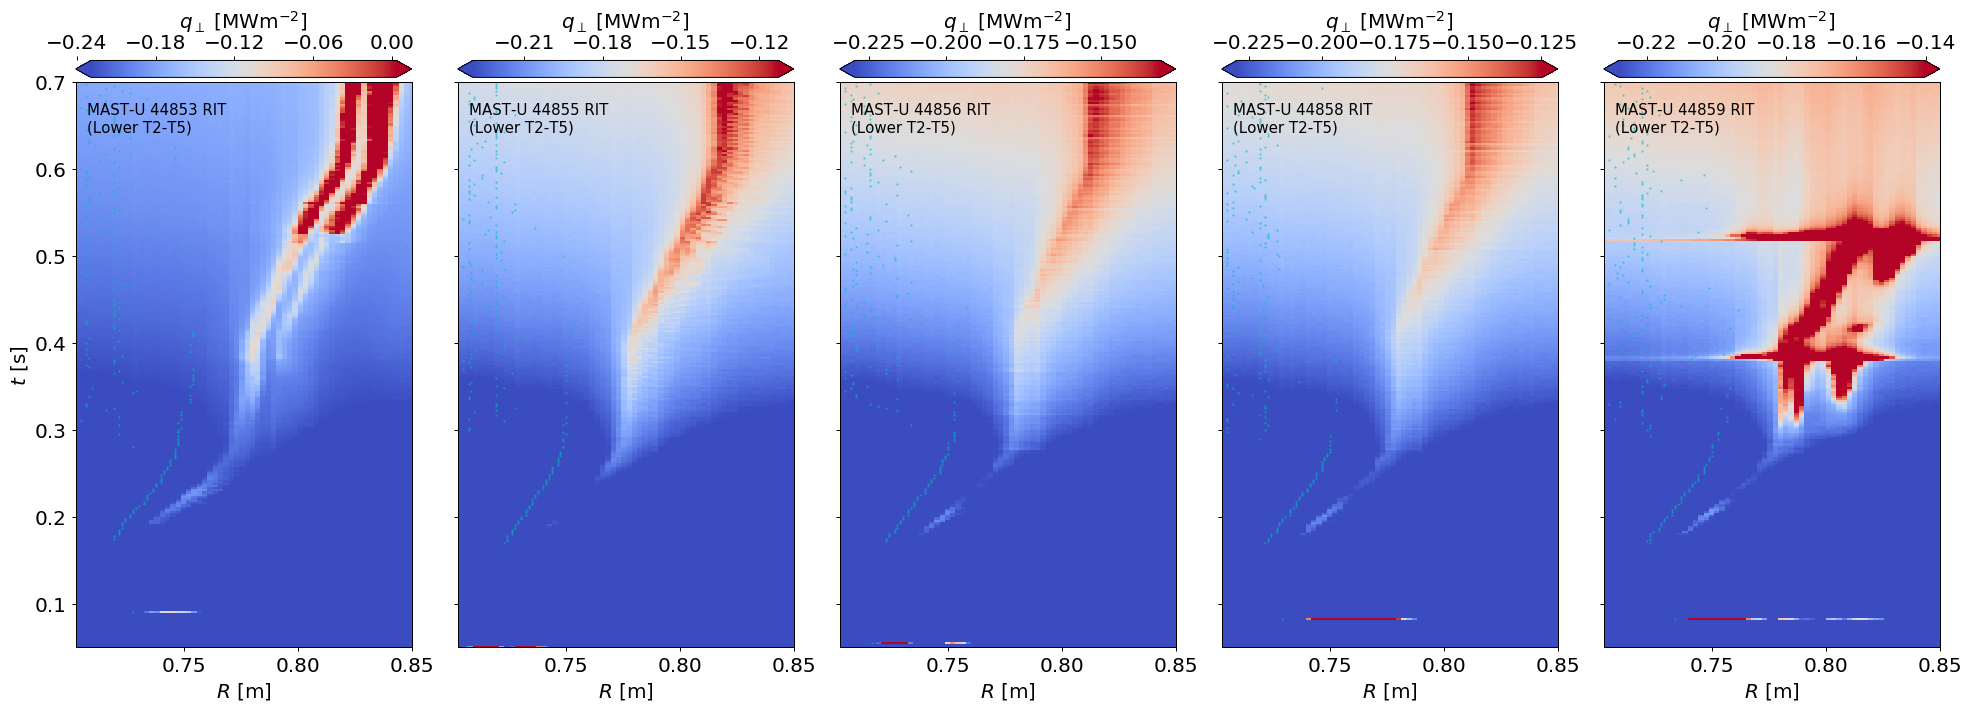 q⊥ [MWm−2] q⊥ [MWm−2] q⊥ [MWm−2] q⊥ [MWm−2] q⊥ [MWm−2]
−0.24 −0.18 −0.12 −0.06 0.00 −0.21 −0.18 −0.15 −0.12 −0.225 −0.200 −0.175 −0.150 −0.225 −0.200 −0.175 −0.150 −0.125 −0.22 −0.20 −0.18 −0.16 −0.14
0.7
MAST-U 44853 RIT MAST-U 44855 RIT MAST-U 44856 RIT MAST-U 44858 RIT MAST-U 44859 RIT
(Lower T2-T5) (Lower T2-T5) (Lower T2-T5) (Lower T2-T5) (Lower T2-T5)
0.6
0.5
0.4
t [s]
0.3
0.2
0.1
0.75 0.80 0.85 0.75 0.80 0.85 0.75 0.80 0.85 0.75 0.80 0.85 0.75 0.80 0.85
R [m] R [m] R [m] R [m] R [m]